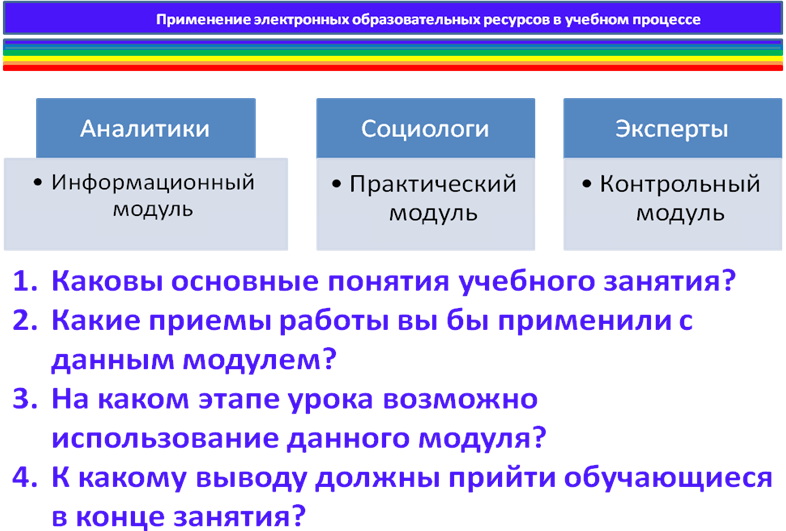 Применение электронных образовательных ресурсов в учебном процессе
Аналитики
• Информационный
модуль
Социологи
• Практический
модуль
Эксперты
• Контрольный
модуль
1. Каковы основные понятия учебного занятия?
2. Какие приемы работы вы бы применили с
данным модулем?
3. На каком этапе урока возможно
использование данного модуля?
4. К какому выводу должны прийти обучающиеся
в конце занятия?